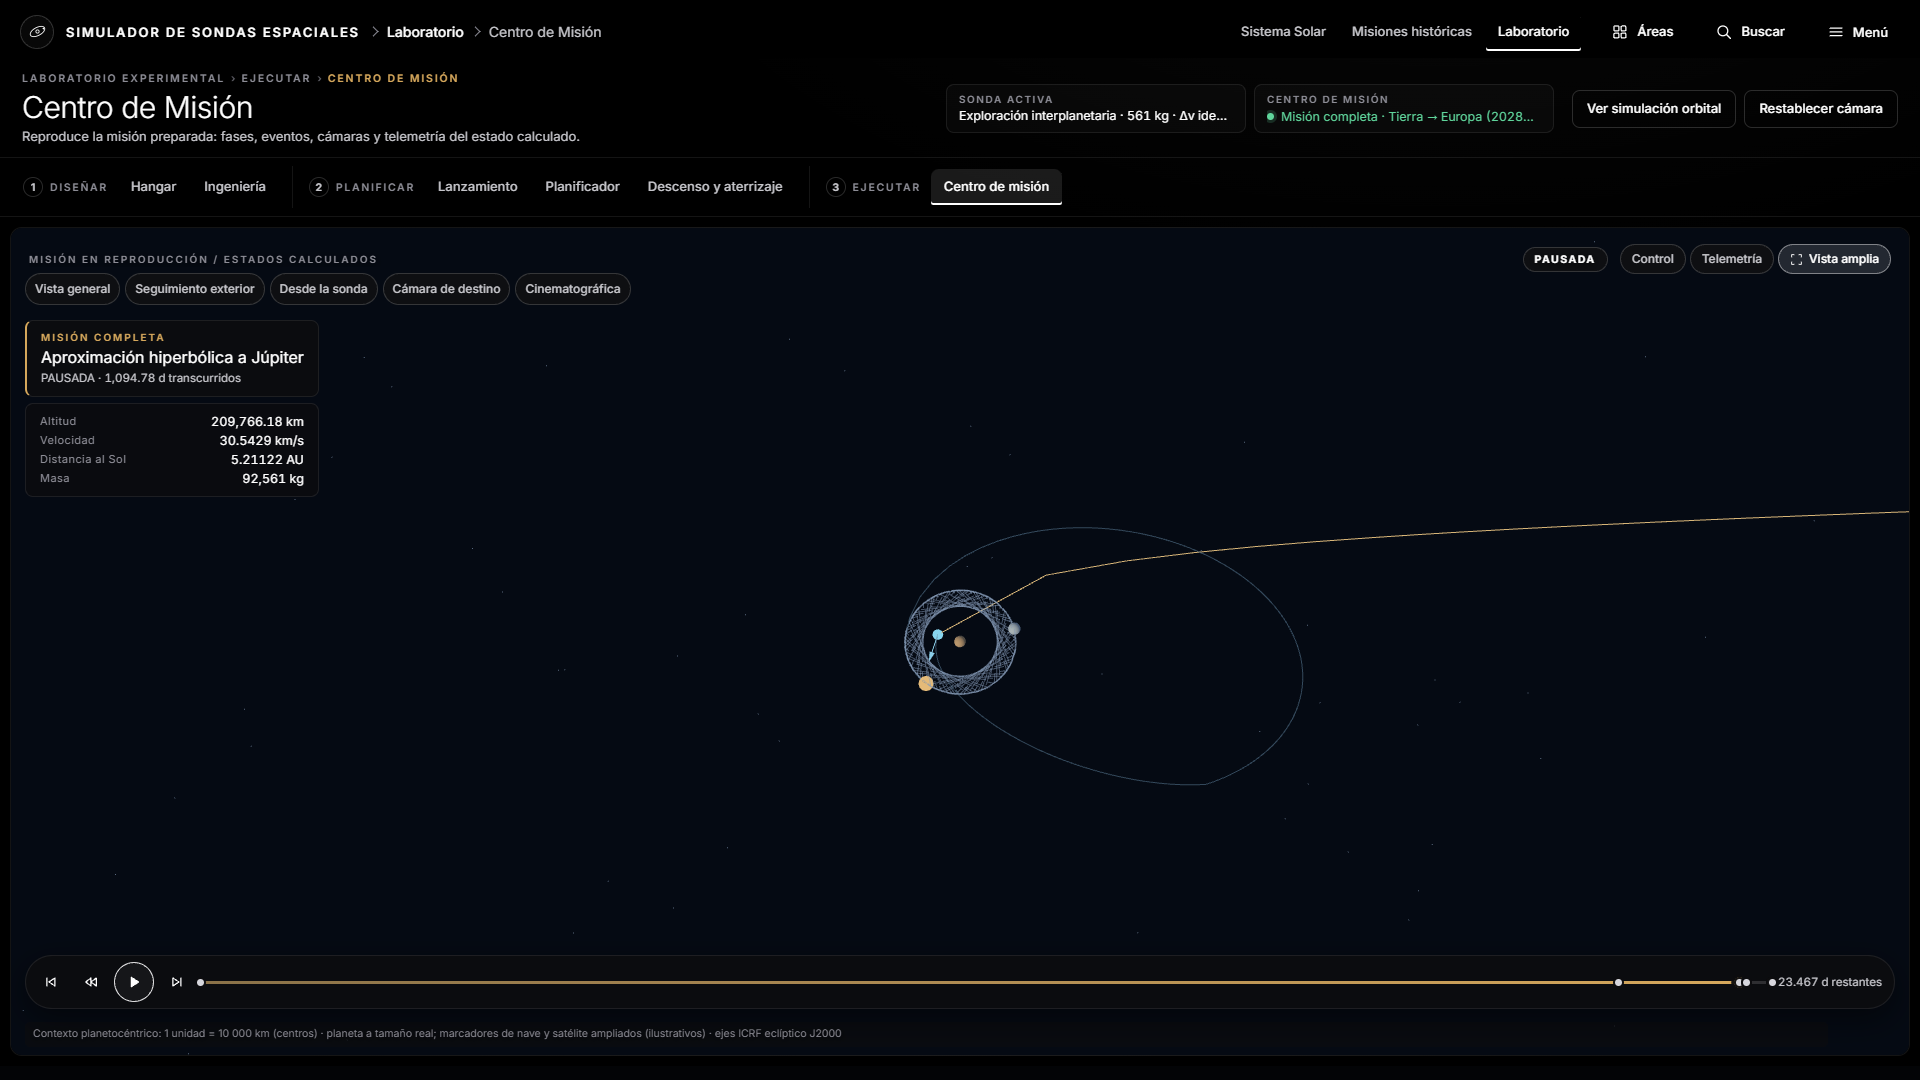 SIMULADOR DE SONDAS ESPACIALES > Laboratorio > Centro de Misión
Sistema Solar Misiones históricas Laboratorio Áreas Buscar Menú
LABORATORIO EXPERIMENTAL › EJECUTAR › CENTRO DE MISIÓN
Centro de Misión
Reproduce la misión preparada: fases, eventos, cámaras y telemetría del estado calculado.
SONDA ACTIVA
Exploración interplanetaria · 561 kg · Δv ide...
CENTRO DE MISIÓN
Misión completa · Tierra → Europa (2028...
Ver simulación orbital
Restablecer cámara
1 DISEÑAR Hangar Ingeniería 2 PLANIFICAR Lanzamiento Planificador Descenso y aterrizaje 3 EJECUTAR Centro de misión
MISIÓN EN REPRODUCCIÓN / ESTADOS CALCULADOS
PAUSADA Control Telemetría Vista amplia
Vista general Seguimiento exterior Desde la sonda Cámara de destino Cinematográfica
MISIÓN COMPLETA
Aproximación hiperbólica a Júpiter
PAUSADA · 1,094.78 d transcurridos
Altitud 209,766.18 km
Velocidad 30.5429 km/s
Distancia al Sol 5.21122 AU
Masa 92,561 kg
23.467 d restantes
Contexto planetocéntrico: 1 unidad = 10 000 km (centros) · planeta a tamaño real; marcadores de nave y satélite ampliados (ilustrativos) · ejes ICRF eclíptico J2000